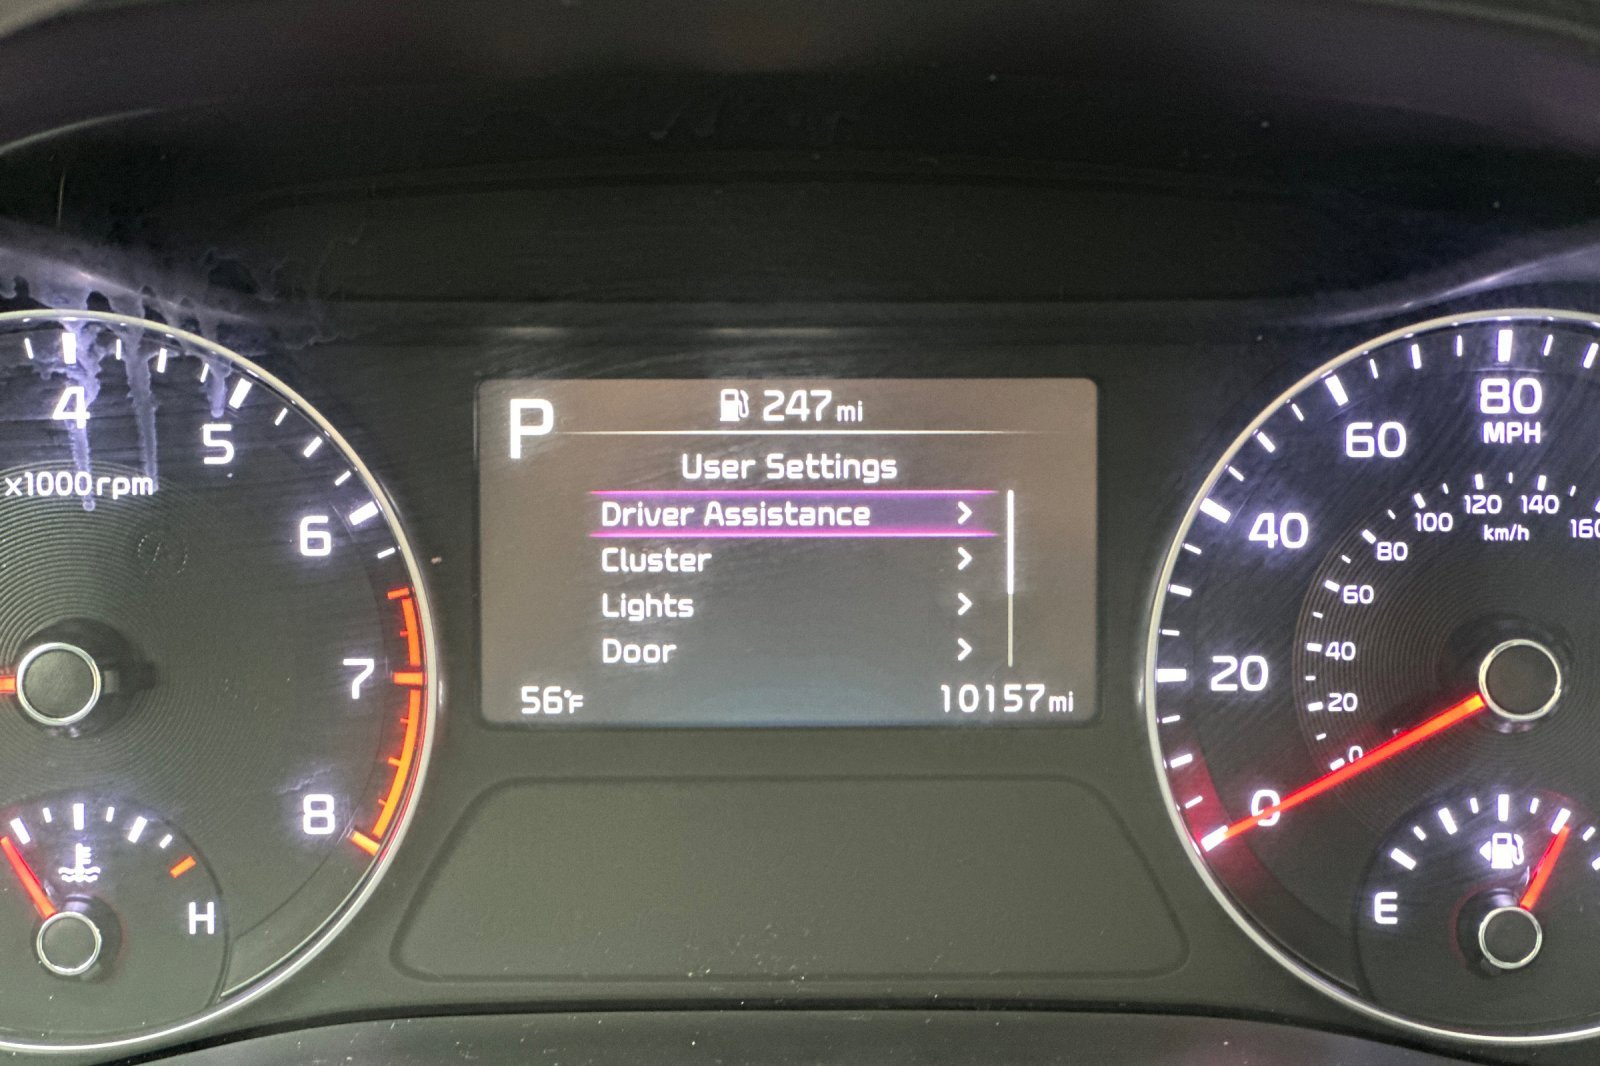 P
247 mi
User Settings
Driver Assistance >
Cluster >
Lights >
Door >
56°F
10157 mi
4
5
6
7
8
x1000rpm
H
0
20
40
60
80
MPH
0
20
40
60
80
100
120
140
160
km/h
E